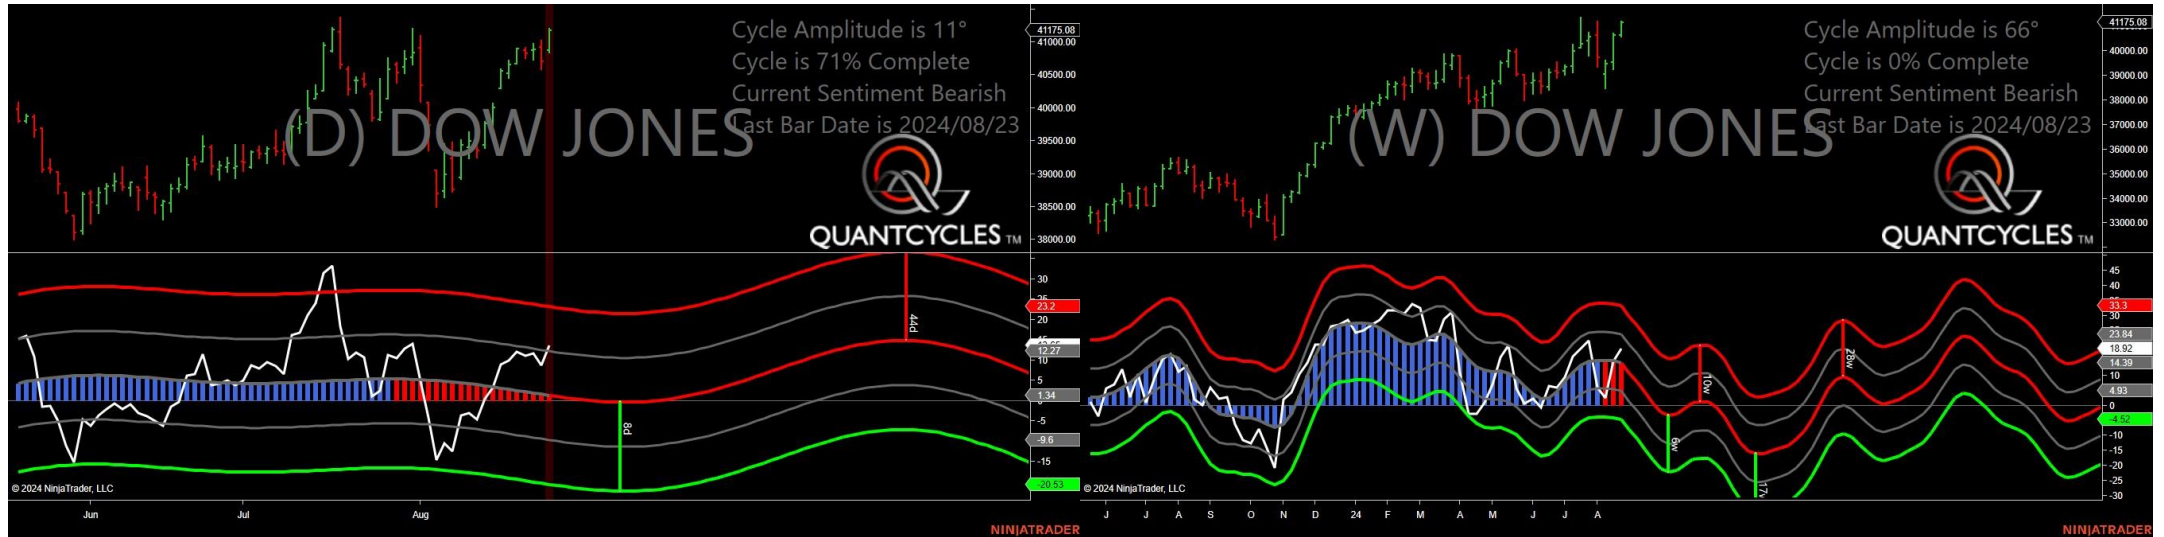 Cycle Amplitude is 11°
Cycle is 71% Complete
Current Sentiment Bearish
Last Bar Date is 2024/08/23
(D) DOW JONES
QUANTCYCLES TM
41175.08
41000.00
40500.00
40000.00
39500.00
39000.00
38500.00
38000.00
30
23.2
20
12.27
10
5
1.34
-5
-9.6
-15
-20.53
44d
8d
© 2024 NinjaTrader, LLC
Jun
Jul
Aug
NINJATRADER
Cycle Amplitude is 66°
Cycle is 0% Complete
Current Sentiment Bearish
Last Bar Date is 2024/08/23
(W) DOW JONES
QUANTCYCLES TM
41175.08
40000.00
39000.00
38000.00
36000.00
35000.00
34000.00
33000.00
45
40
33.3
30
23.84
18.92
14.39
10
4.93
0
-4.52
-10
-15
-20
-25
-30
10w
28w
6w
© 2024 NinjaTrader, LLC
J J A S O N D 24 F M A M J J A
NINJATRADER